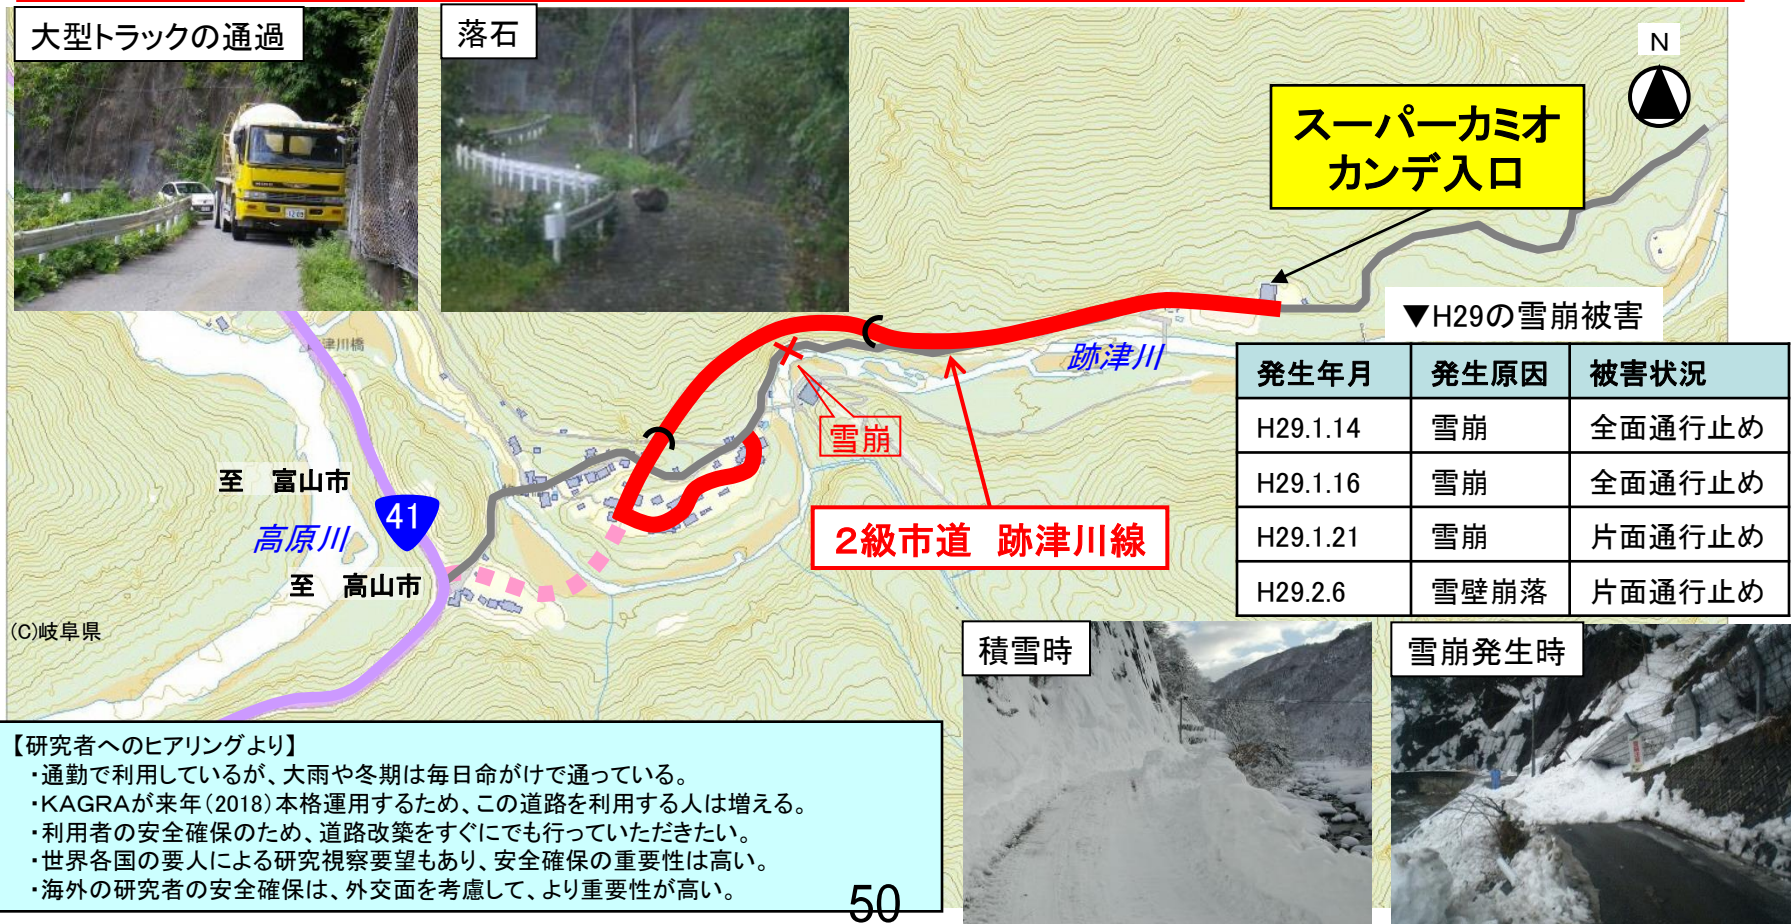 大型トラックの通過
落石
N
スーパーカミオ
カンデ入口
▼H29の雪崩被害
津川橋
跡津川
発生年月 発生原因 被害状況
H29.1.14 雪崩 全面通行止め
H29.1.16 雪崩 全面通行止め
H29.1.21 雪崩 片面通行止め
H29.2.6 雪壁崩落 片面通行止め
雪崩
至 富山市
41
高原川
2級市道 跡津川線
至 高山市
(C)岐阜県
積雪時
雪崩発生時
【研究者へのヒアリングより】
・通勤で利用しているが、大雨や冬期は毎日命がけで通っている。
・KAGRAが来年(2018)本格運用するため、この道路を利用する人は増える。
・利用者の安全確保のため、道路改築をすぐにでも行っていただきたい。
・世界各国の要人による研究視察要望もあり、安全確保の重要性は高い。
・海外の研究者の安全確保は、外交面を考慮して、より重要性が高い。
50